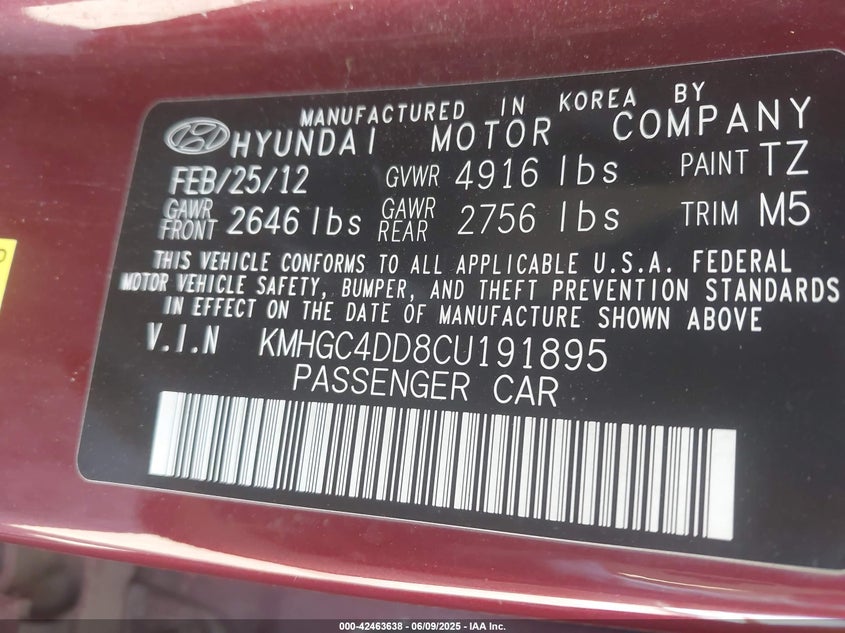 MANUFACTURED IN KOREA BY
HYUNDAI MOTOR COMPANY
FEB/25/12 GVWR 4916 lbs PAINT TZ
GAWR FRONT 2646 lbs GAWR REAR 2756 lbs TRIM M5
THIS VEHICLE CONFORMS TO ALL APPLICABLE U.S.A. FEDERAL
MOTOR VEHICLE SAFETY, BUMPER, AND THEFT PREVENTION STANDARDS
IN EFFECT ON THE DATE OF MANUFACTURE SHOWN ABOVE
V.I.N KMHGC4DD8CU191895
PASSENGER CAR
000-42463638 - 06/09/2025 - IAA Inc.